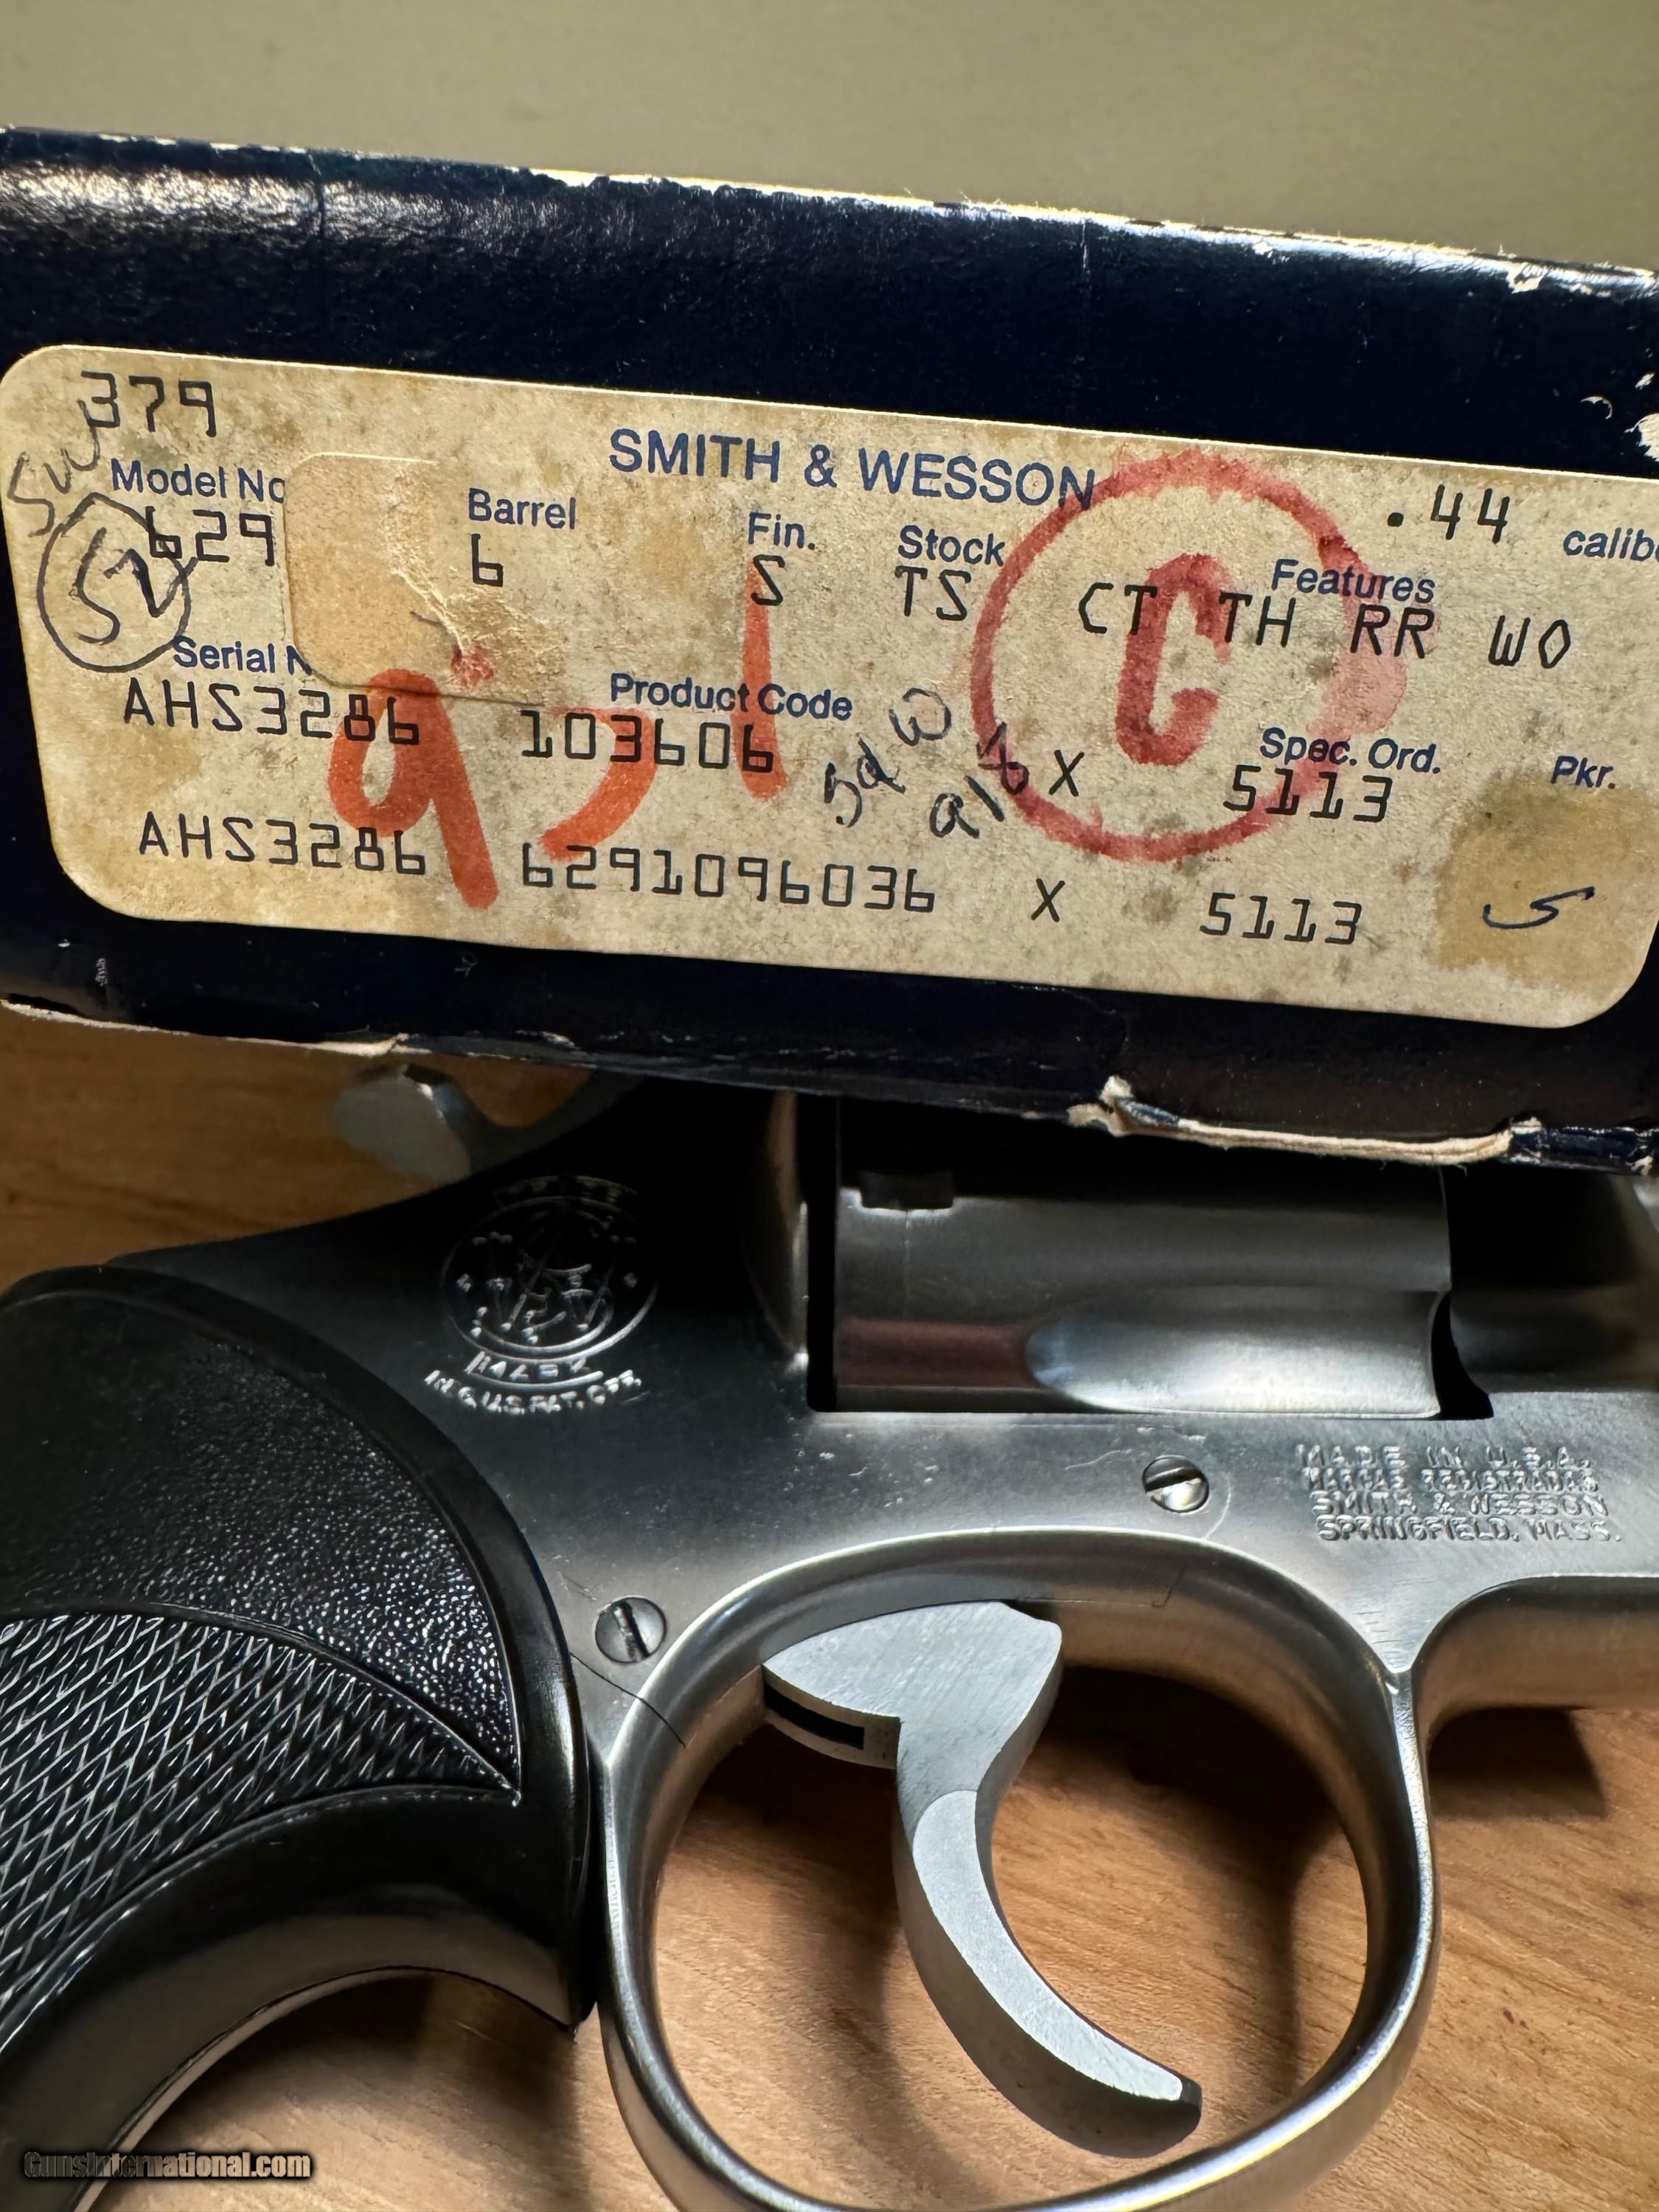 379
SMITH & WESSON
.44 calib
Model No
Barrel
Fin.
Stock
Features
629
6
S
TS
CT TH RR WO
Serial N
Product Code
Spec. Ord.
Pkr.
AHS3286
103606
X
5113
AHS3286
6291096036
X
5113
C
MADE IN U.S.A.
MARCAS REGISTRADAS
SMITH & WESSON
SPRINGFIELD, MASS.
GunsInternational.com